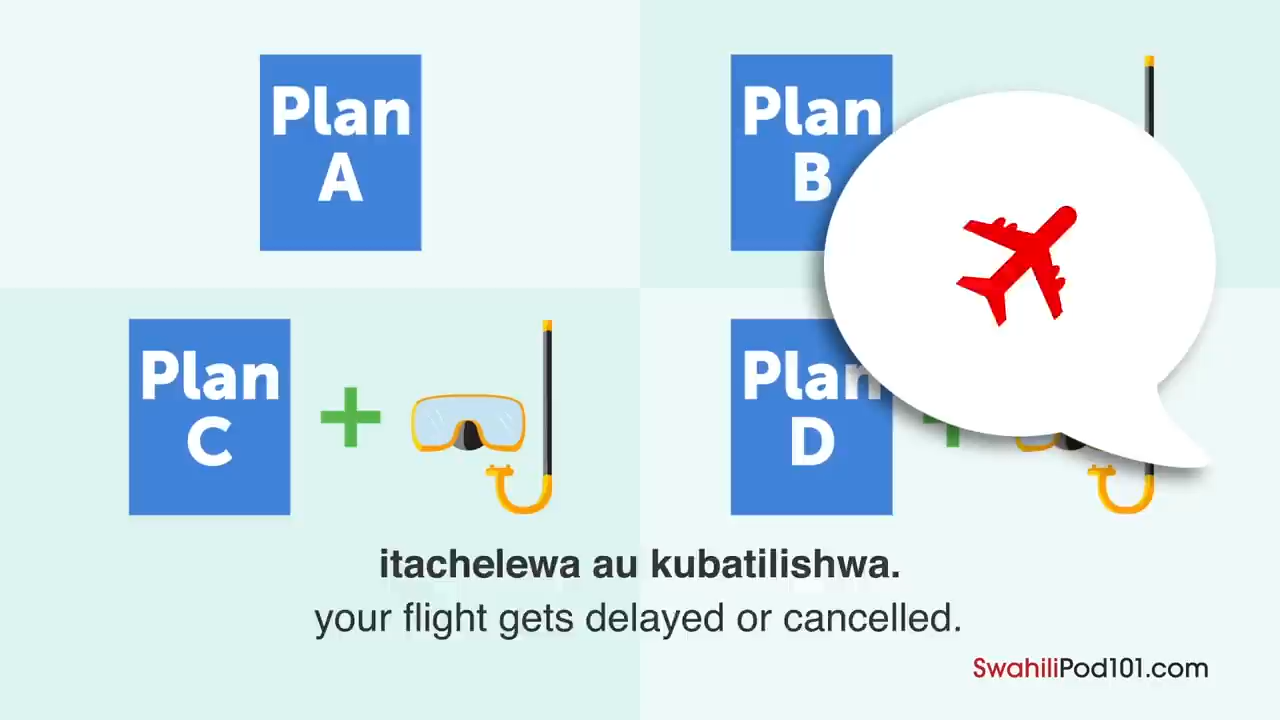 Plan
A
Plan
B
Plan
C
Plan
D
itachelewa au kubatilishwa.
your flight gets delayed or cancelled.
SwahiliPod101.com